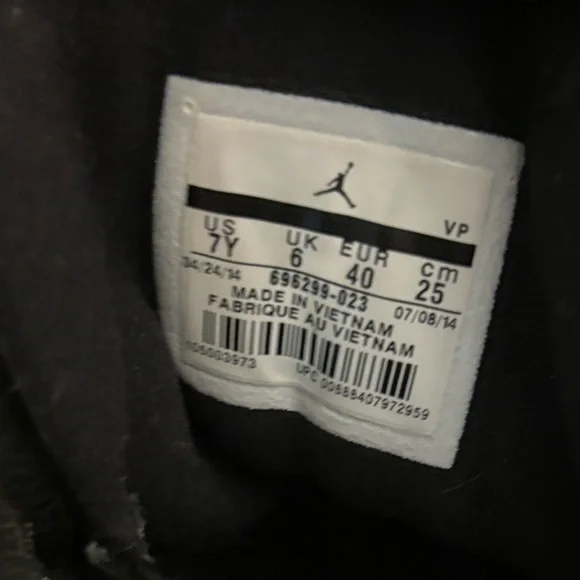 VP
US UK EUR cm
7Y 6 40 25
04/24/14 696299-023 07/08/14
MADE IN VIETNAM
FABRIQUE AU VIETNAM
UPC 00888407972959